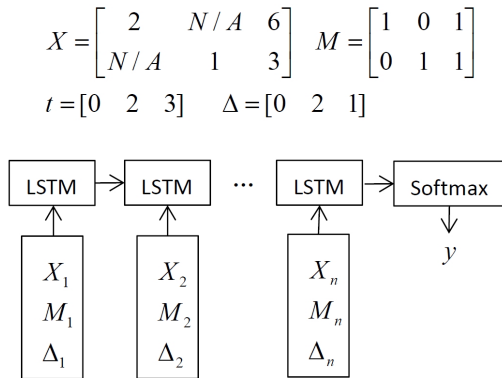 X = [2 N/A 6 M = [1 0 1
N/A 1 3] 0 1 1]
t = [0 2 3] Δ = [0 2 1]
LSTM LSTM ... LSTM Softmax
X₁ X₂ Xₙ y
M₁ M₂ Mₙ
Δ₁ Δ₂ Δₙ